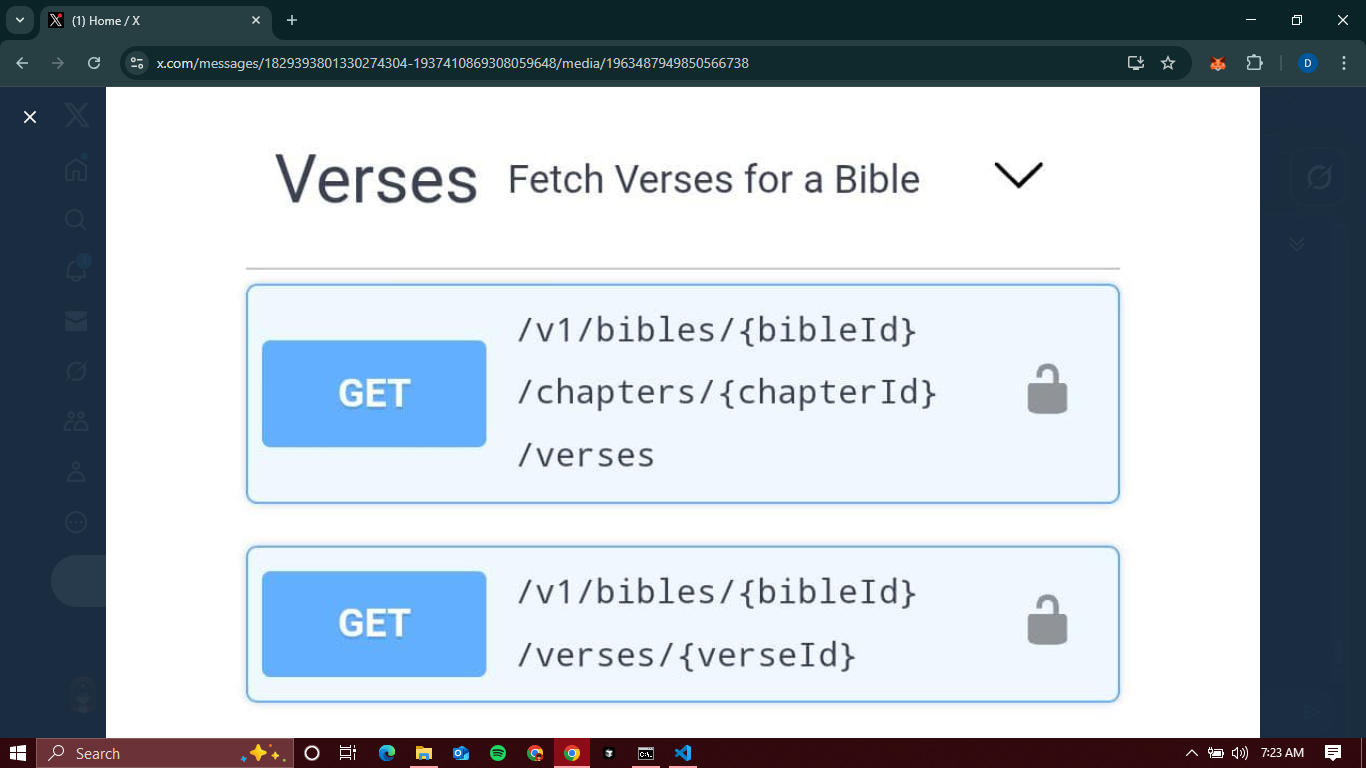 (1) Home / X
x.com/messages/1829393801330274304-1937410869308059648/media/1963487949850566738
D
Verses Fetch Verses for a Bible
GET
/v1/bibles/{bibleId}
/chapters/{chapterId}
/verses
GET
/v1/bibles/{bibleId}
/verses/{verseId}
Search
7:23 AM